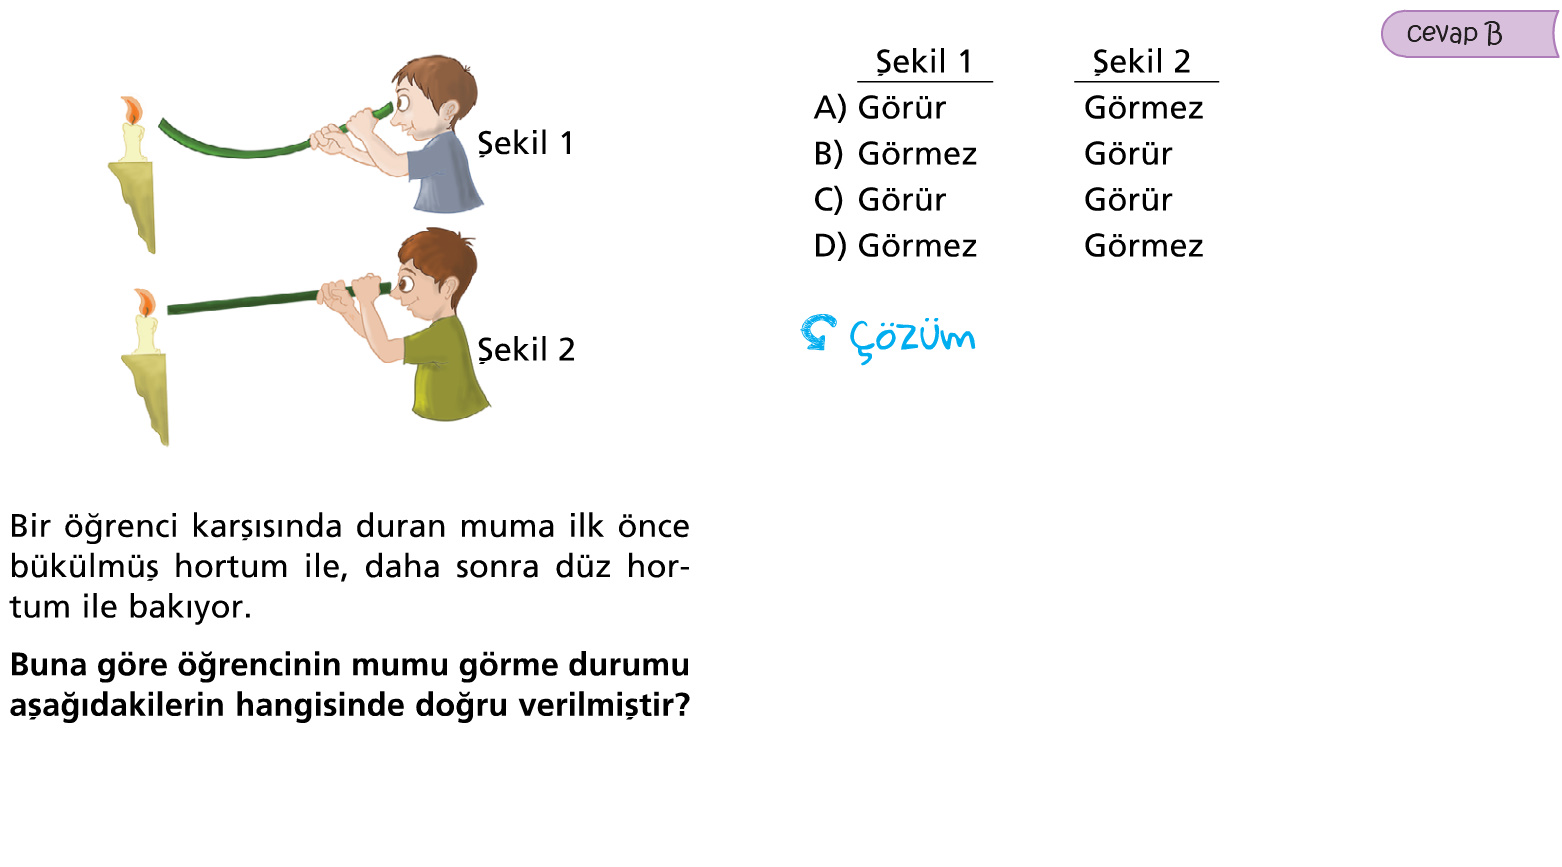 Şekil 1
Şekil 2
Bir öğrenci karşısında duran muma ilk önce
bükülmüş hortum ile, daha sonra düz hor-
tum ile bakıyor.
Buna göre öğrencinin mumu görme durumu
aşağıdakilerin hangisinde doğru verilmiştir?
Şekil 1 Şekil 2
A) Görür Görmez
B) Görmez Görür
C) Görür Görür
D) Görmez Görmez
Çözüm
Cevap B